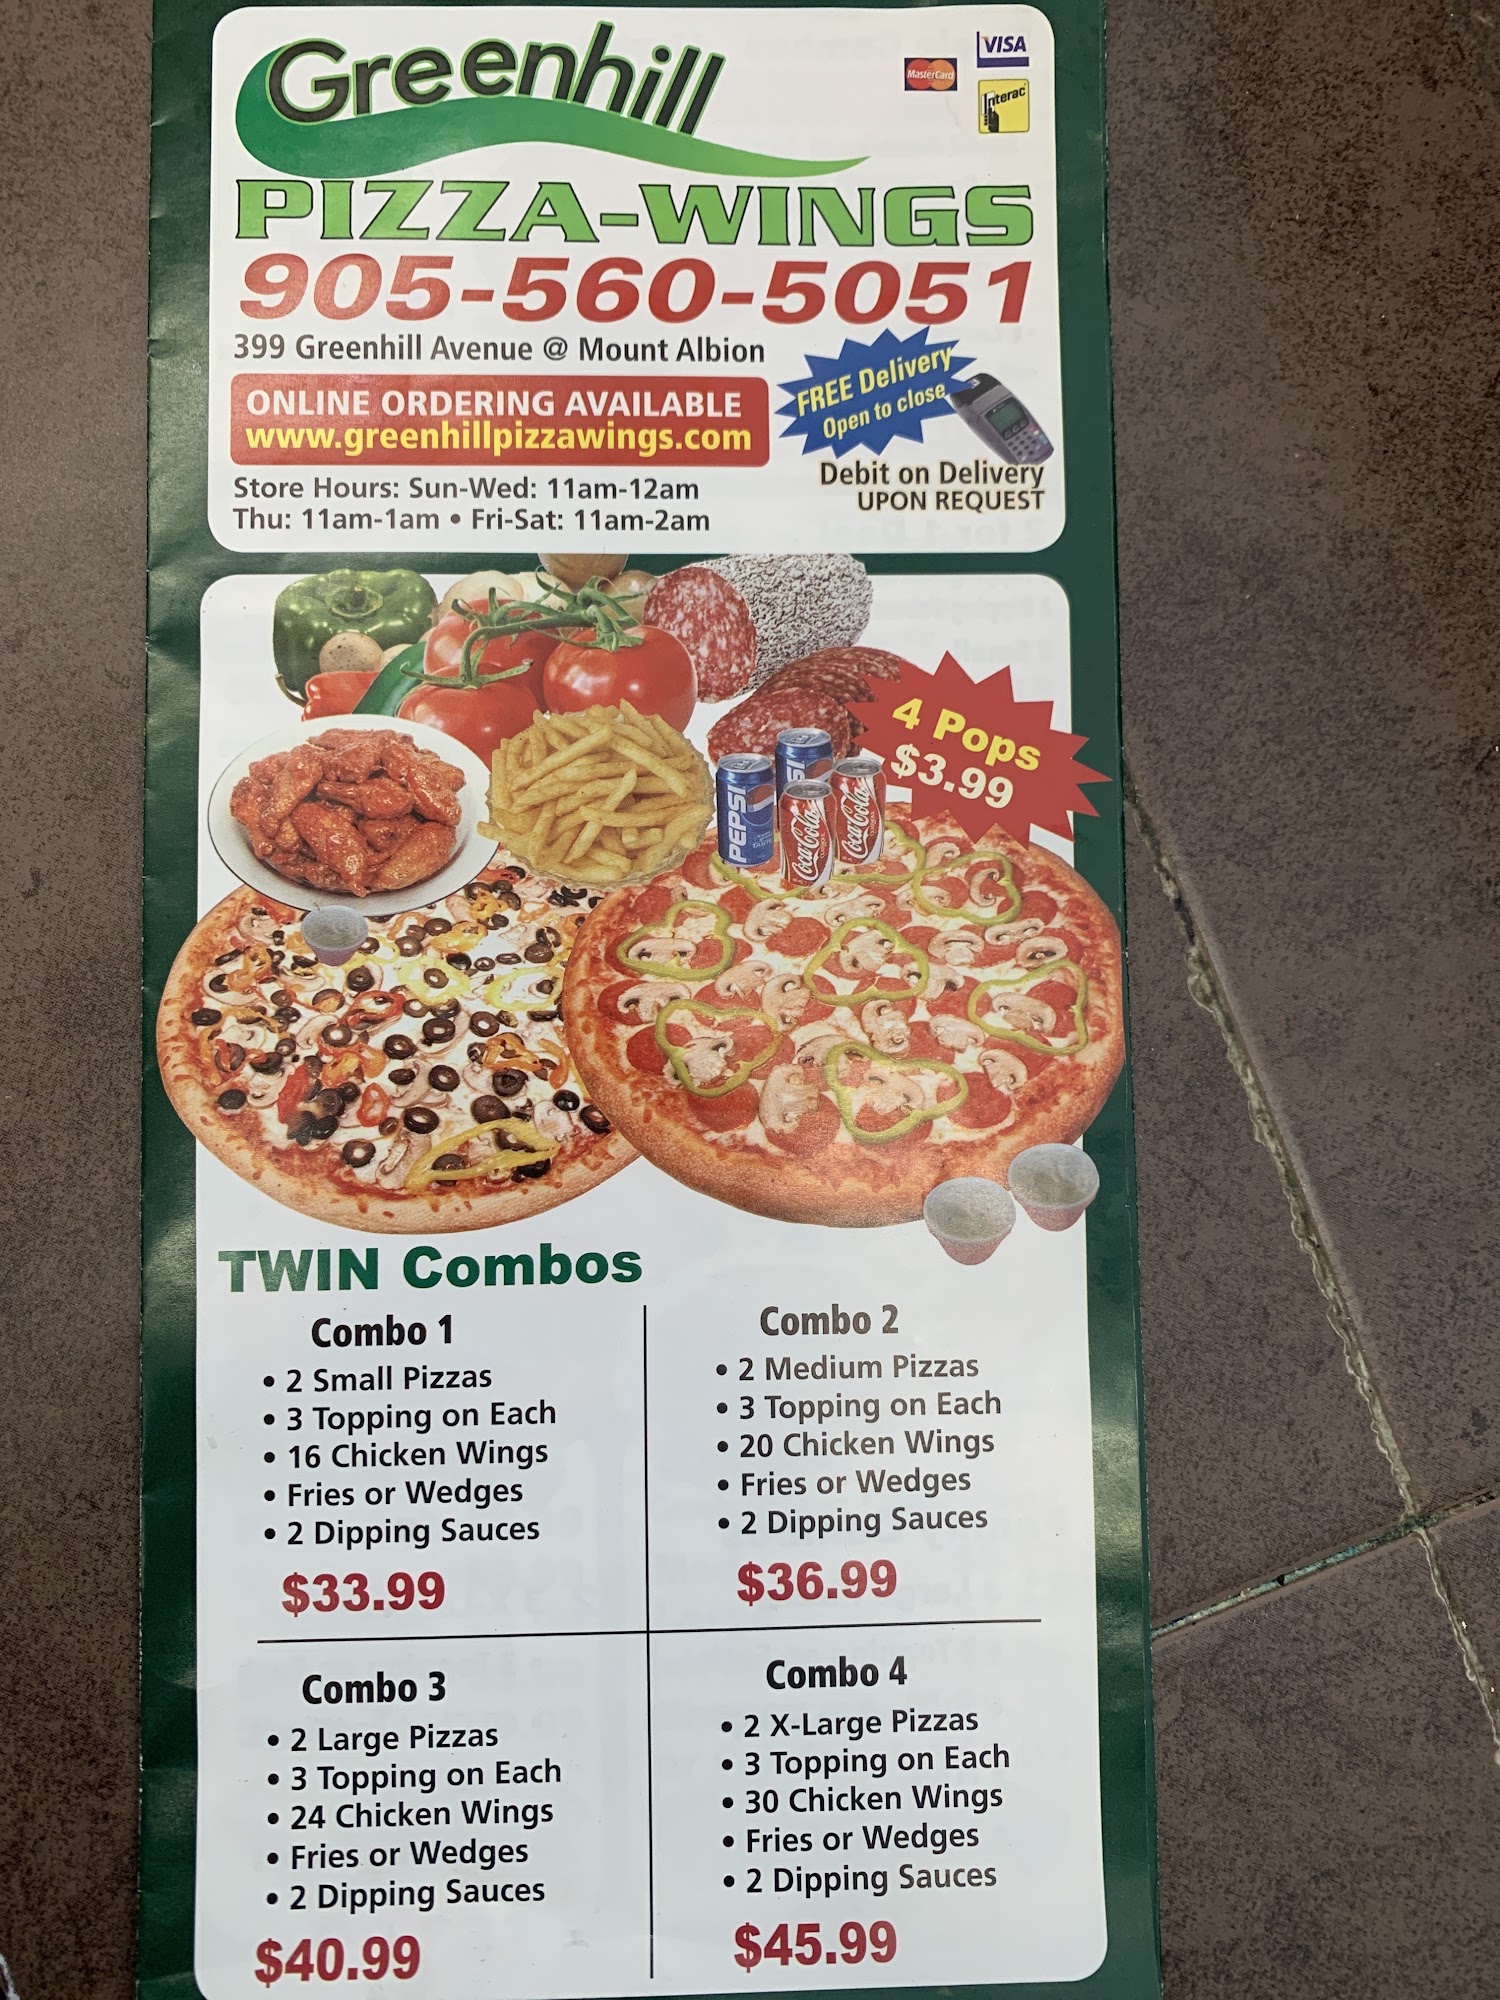 Greenhill
PIZZA-WINGS
905-560-5051
399 Greenhill Avenue @ Mount Albion
ONLINE ORDERING AVAILABLE
www.greenhillpizzawings.com
Store Hours: Sun-Wed: 11am-12am
Thu: 11am-1am • Fri-Sat: 11am-2am
MasterCard
VISA
Interac
FREE Delivery
Open to close
Debit on Delivery
UPON REQUEST
4 Pops
$3.99
PEPSI
Coca-Cola
Coca-Cola
TWIN Combos
Combo 1
• 2 Small Pizzas
• 3 Topping on Each
• 16 Chicken Wings
• Fries or Wedges
• 2 Dipping Sauces
$33.99
Combo 2
• 2 Medium Pizzas
• 3 Topping on Each
• 20 Chicken Wings
• Fries or Wedges
• 2 Dipping Sauces
$36.99
Combo 3
• 2 Large Pizzas
• 3 Topping on Each
• 24 Chicken Wings
• Fries or Wedges
• 2 Dipping Sauces
$40.99
Combo 4
• 2 X-Large Pizzas
• 3 Topping on Each
• 30 Chicken Wings
• Fries or Wedges
• 2 Dipping Sauces
$45.99